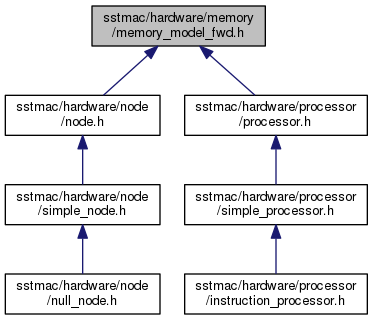 sstmac/hardware/memory
/memory_model_fwd.h
sstmac/hardware/node
/node.h
sstmac/hardware/processor
/processor.h
sstmac/hardware/node
/simple_node.h
sstmac/hardware/processor
/simple_processor.h
sstmac/hardware/node
/null_node.h
sstmac/hardware/processor
/instruction_processor.h